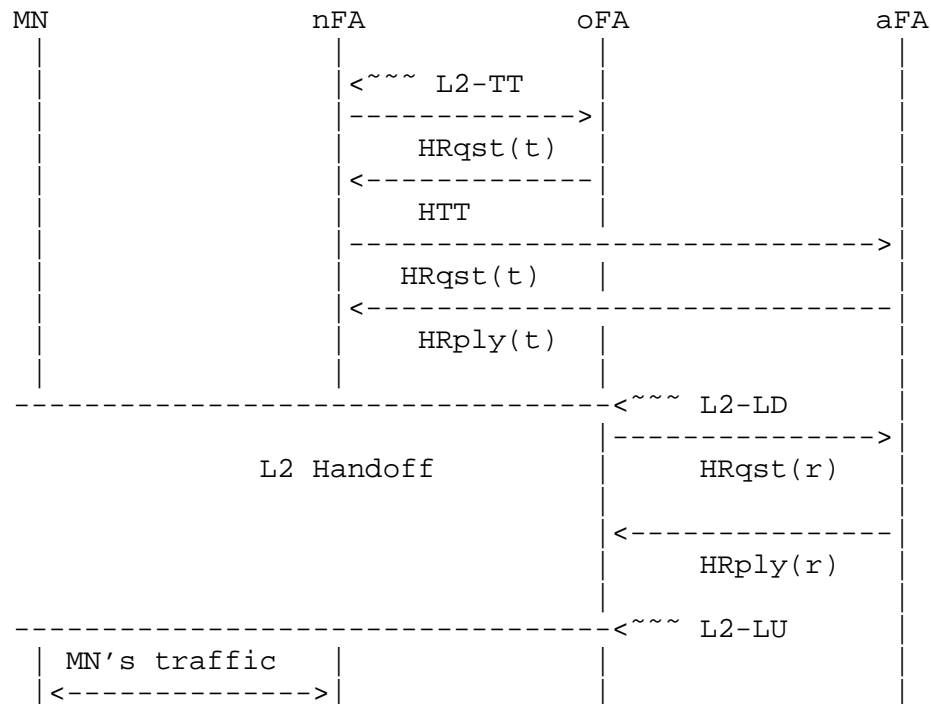 MN nFA oFA aFA
<~~~ L2-TT
HRqst(t)
HTT
HRqst(t)
HRply(t)
<~~~ L2-LD
L2 Handoff HRqst(r)
HRply(r)
<~~~ L2-LU
MN's traffic